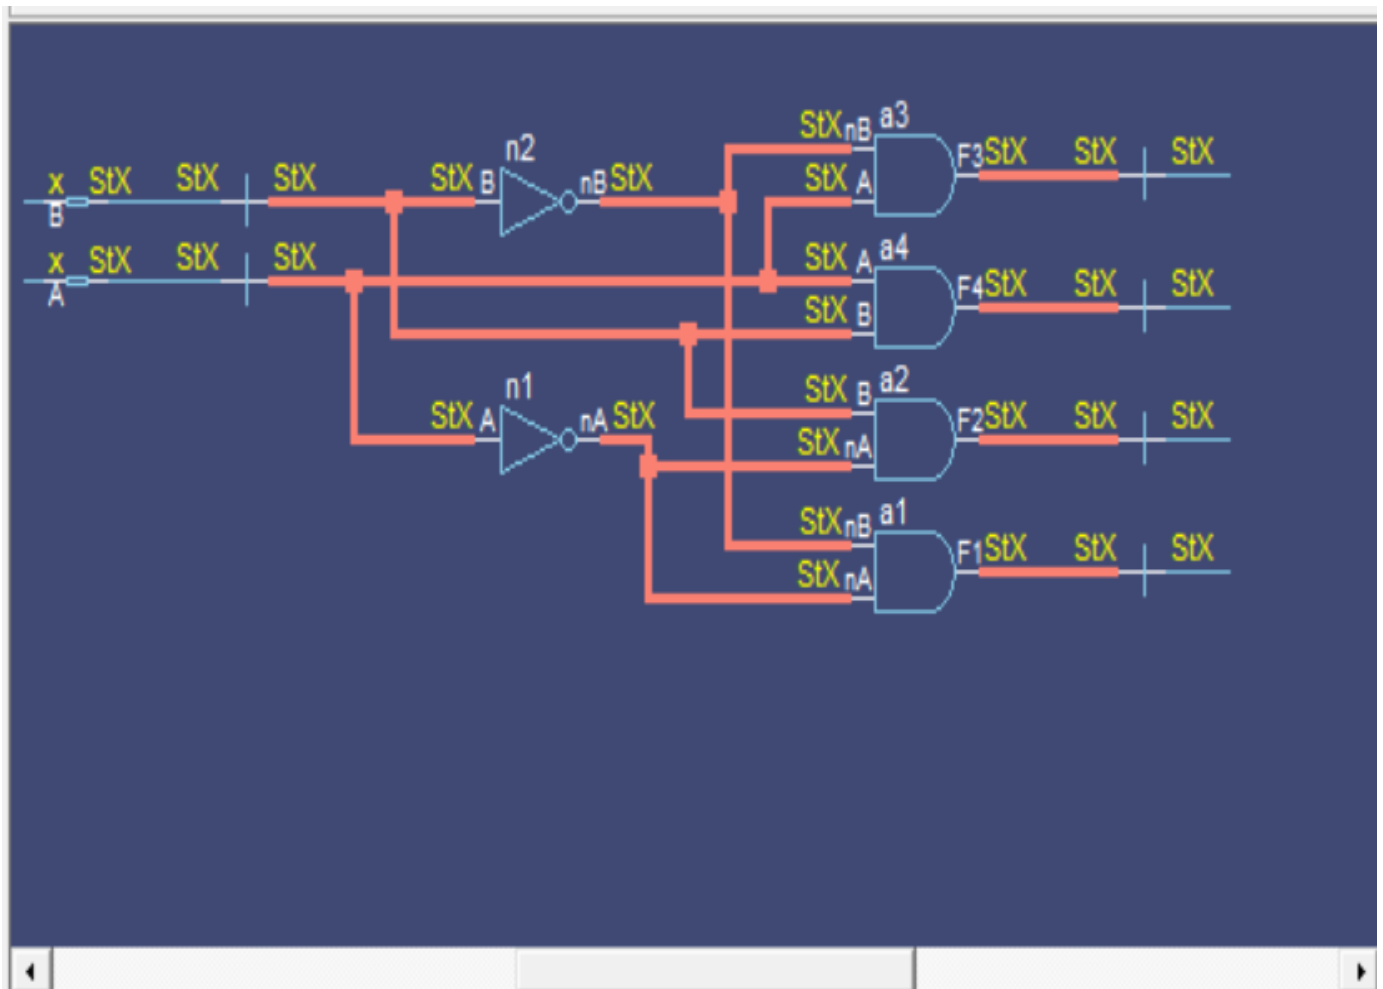 a3
StX nB F3 StX StX StX
n2
x StX StX StX StX B nB StX StX A
B
a4
x StX StX StX StX A F4 StX StX StX
A
StX B
a2
n1 StX B F2 StX StX StX
StX A nA StX StX nA
a1
StX nB F1 StX StX StX
StX nA